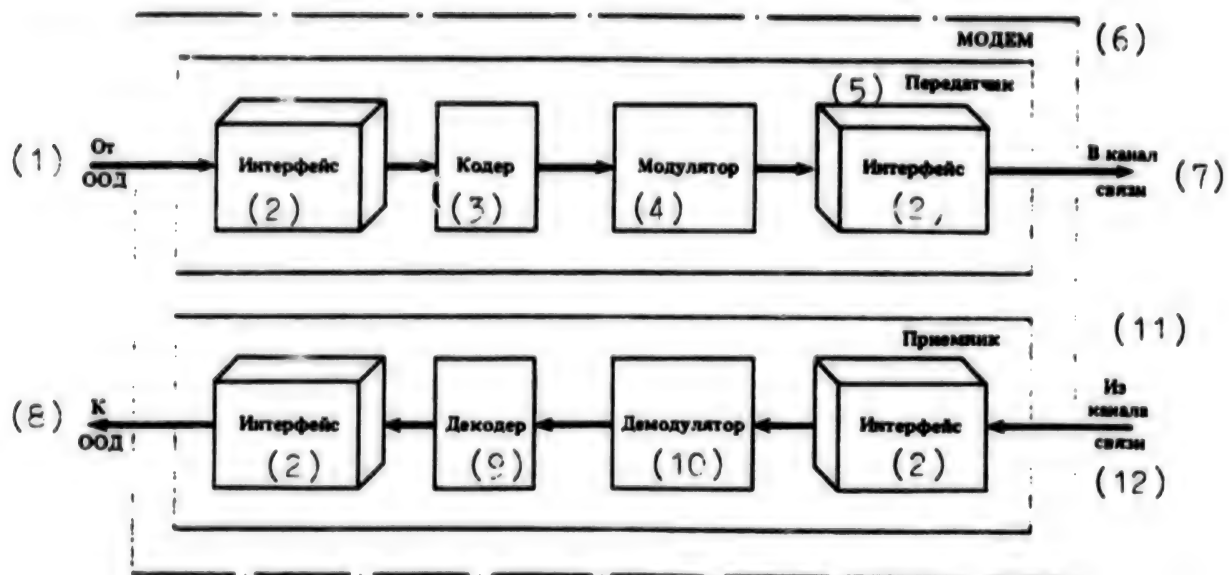 МОДЕМ (6)
(5) Передатчик
(1) От
ООД
Интерфейс
(2)
Кодер
(3)
Модулятор
(4)
Интерфейс
(2)
В канал
связи
(7)
(11)
Приемник
(8) К
ООД
Интерфейс
(2)
Декодер
(9)
Демодулятор
(10)
Интерфейс
(2)
Из
канала
связи
(12)